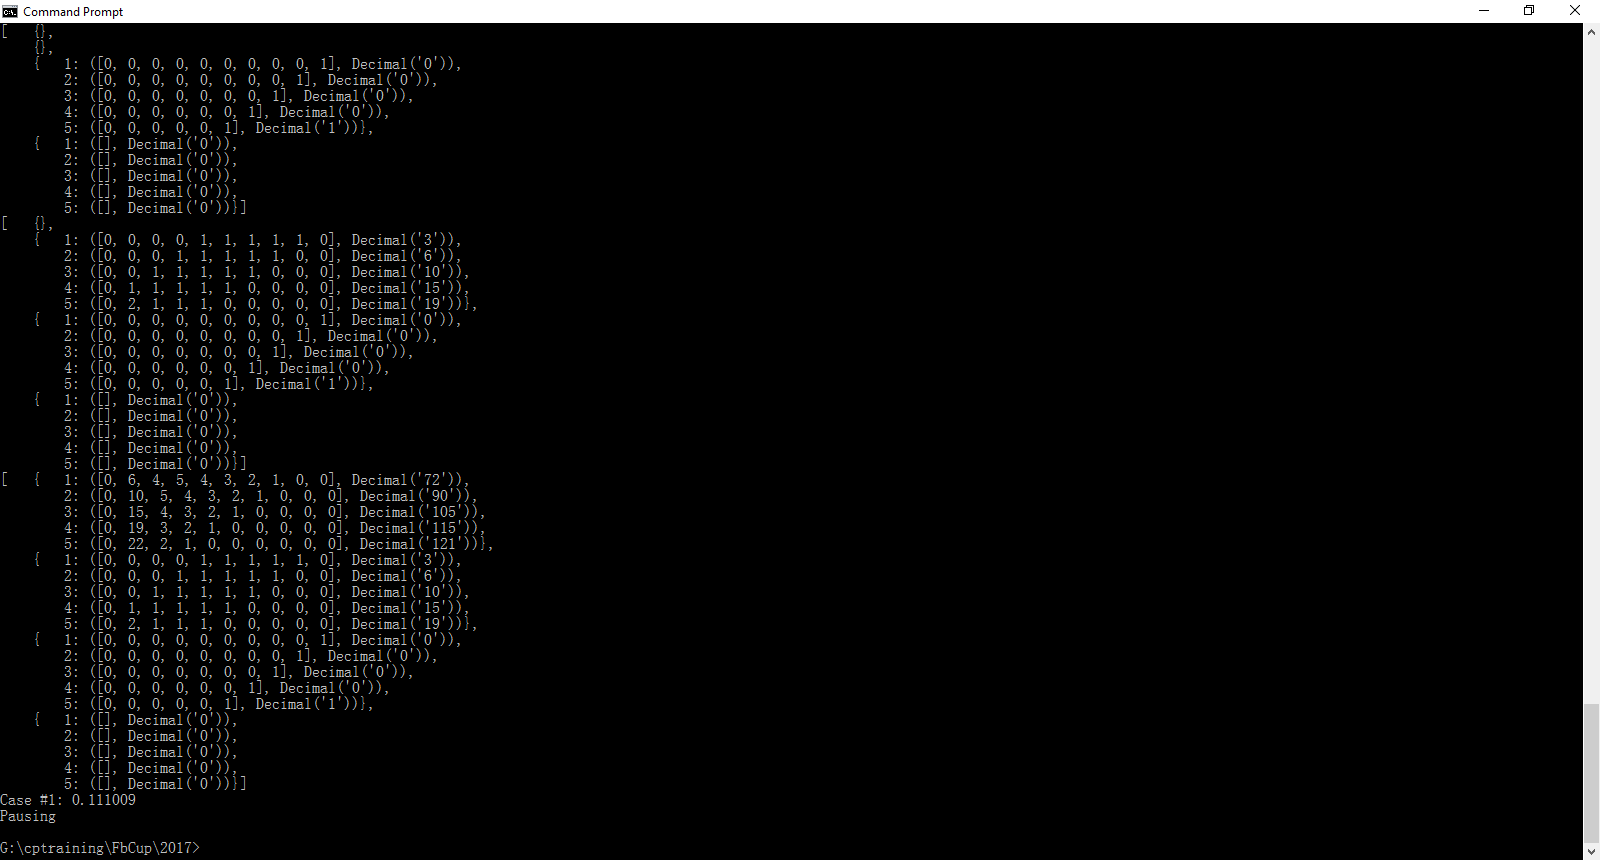 Command Prompt
[   {},
    {},
    {   1: ([0, 0, 0, 0, 0, 0, 0, 0, 0, 1], Decimal('0')),
        2: ([0, 0, 0, 0, 0, 0, 0, 0, 1], Decimal('0')),
        3: ([0, 0, 0, 0, 0, 0, 0, 1], Decimal('0')),
        4: ([0, 0, 0, 0, 0, 0, 1], Decimal('0')),
        5: ([0, 0, 0, 0, 0, 1], Decimal('1'))},
    {   1: ([], Decimal('0')),
        2: ([], Decimal('0')),
        3: ([], Decimal('0')),
        4: ([], Decimal('0')),
        5: ([], Decimal('0'))}]
[   {},
    {   1: ([0, 0, 0, 0, 1, 1, 1, 1, 1, 0], Decimal('3')),
        2: ([0, 0, 0, 1, 1, 1, 1, 1, 0, 0], Decimal('6')),
        3: ([0, 0, 1, 1, 1, 1, 1, 0, 0, 0], Decimal('10')),
        4: ([0, 1, 1, 1, 1, 1, 0, 0, 0, 0], Decimal('15')),
        5: ([0, 2, 1, 1, 1, 0, 0, 0, 0, 0], Decimal('19'))},
    {   1: ([0, 0, 0, 0, 0, 0, 0, 0, 0, 1], Decimal('0')),
        2: ([0, 0, 0, 0, 0, 0, 0, 0, 1], Decimal('0')),
        3: ([0, 0, 0, 0, 0, 0, 0, 1], Decimal('0')),
        4: ([0, 0, 0, 0, 0, 0, 1], Decimal('0')),
        5: ([0, 0, 0, 0, 0, 1], Decimal('1'))},
    {   1: ([], Decimal('0')),
        2: ([], Decimal('0')),
        3: ([], Decimal('0')),
        4: ([], Decimal('0')),
        5: ([], Decimal('0'))}]
[   {   1: ([0, 6, 4, 5, 4, 3, 2, 1, 0, 0], Decimal('72')),
        2: ([0, 10, 5, 4, 3, 2, 1, 0, 0, 0], Decimal('90')),
        3: ([0, 15, 4, 3, 2, 1, 0, 0, 0, 0], Decimal('105')),
        4: ([0, 19, 3, 2, 1, 0, 0, 0, 0, 0], Decimal('115')),
        5: ([0, 22, 2, 1, 0, 0, 0, 0, 0, 0], Decimal('121'))},
    {   1: ([0, 0, 0, 0, 1, 1, 1, 1, 1, 0], Decimal('3')),
        2: ([0, 0, 0, 1, 1, 1, 1, 1, 0, 0], Decimal('6')),
        3: ([0, 0, 1, 1, 1, 1, 1, 0, 0, 0], Decimal('10')),
        4: ([0, 1, 1, 1, 1, 1, 0, 0, 0, 0], Decimal('15')),
        5: ([0, 2, 1, 1, 1, 0, 0, 0, 0, 0], Decimal('19'))},
    {   1: ([0, 0, 0, 0, 0, 0, 0, 0, 0, 1], Decimal('0')),
        2: ([0, 0, 0, 0, 0, 0, 0, 0, 1], Decimal('0')),
        3: ([0, 0, 0, 0, 0, 0, 0, 1], Decimal('0')),
        4: ([0, 0, 0, 0, 0, 0, 1], Decimal('0')),
        5: ([0, 0, 0, 0, 0, 1], Decimal('1'))},
    {   1: ([], Decimal('0')),
        2: ([], Decimal('0')),
        3: ([], Decimal('0')),
        4: ([], Decimal('0')),
        5: ([], Decimal('0'))}]
Case #1: 0.111009
Pausing
G:\cptraining\FbCup\2017>